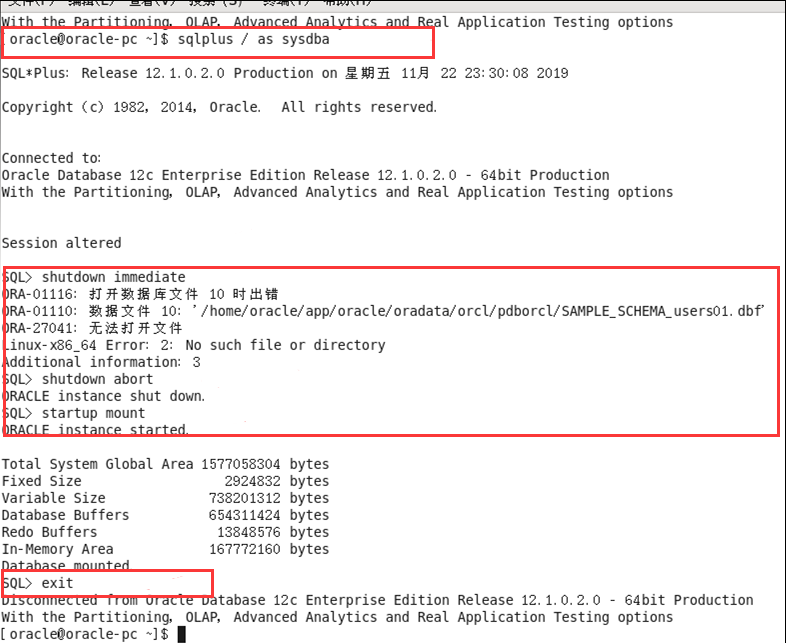 文件(F) 编辑(E) 查看(V) 搜索 (S) 终端(T) 帮助(H)
With the Partitioning, OLAP, Advanced Analytics and Real Application Testing options
[oracle@oracle-pc ~]$ sqlplus / as sysdba
SQL*Plus: Release 12.1.0.2.0 Production on 星期五 11月 22 23:30:08 2019
Copyright (c) 1982, 2014, Oracle.  All rights reserved.
Connected to:
Oracle Database 12c Enterprise Edition Release 12.1.0.2.0 - 64bit Production
With the Partitioning, OLAP, Advanced Analytics and Real Application Testing options
Session altered
SQL> shutdown immediate
ORA-01116: 打开数据库文件 10 时出错
ORA-01110: 数据文件 10: '/home/oracle/app/oracle/oradata/orcl/pdborcl/SAMPLE_SCHEMA_users01.dbf'
ORA-27041: 无法打开文件
Linux-x86_64 Error: 2: No such file or directory
Additional information: 3
SQL> shutdown abort
ORACLE instance shut down.
SQL> startup mount
ORACLE instance started.
Total System Global Area 1577058304 bytes
Fixed Size                  2924832 bytes
Variable Size             738201312 bytes
Database Buffers          654311424 bytes
Redo Buffers               13848576 bytes
In-Memory Area            167772160 bytes
Database mounted
SQL> exit
Disconnected from Oracle Database 12c Enterprise Edition Release 12.1.0.2.0 - 64bit Production
With the Partitioning, OLAP, Advanced Analytics and Real Application Testing options
[oracle@oracle-pc ~]$